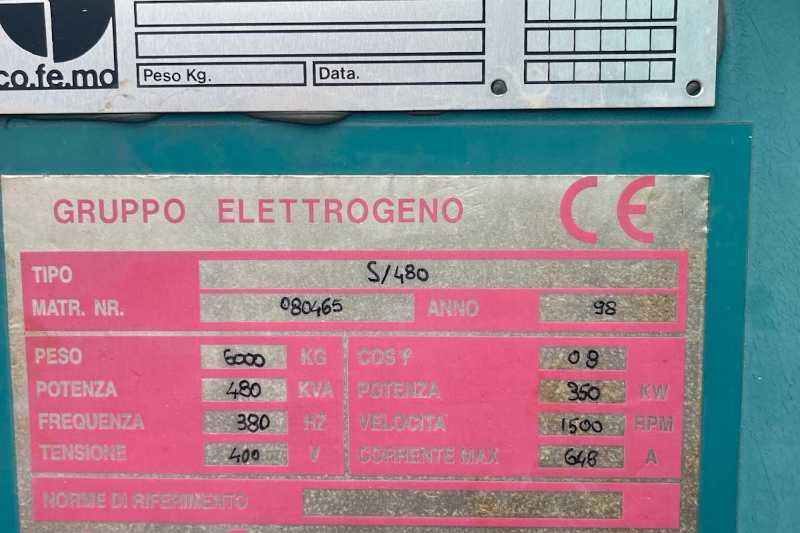 co.fe.mo
Peso Kg. Data.
GRUPPO ELETTROGENO CE
TIPO S/480
MATR. NR. 080465 ANNO 98
PESO 6000 KG COS φ 08
POTENZA 480 KVA POTENZA 350 KW
FREQUENZA 380 HZ VELOCITA' 1500 RPM
TENSIONE 400 V CORRENTE MAX 648 A
NORME DI RIFERIMENTO